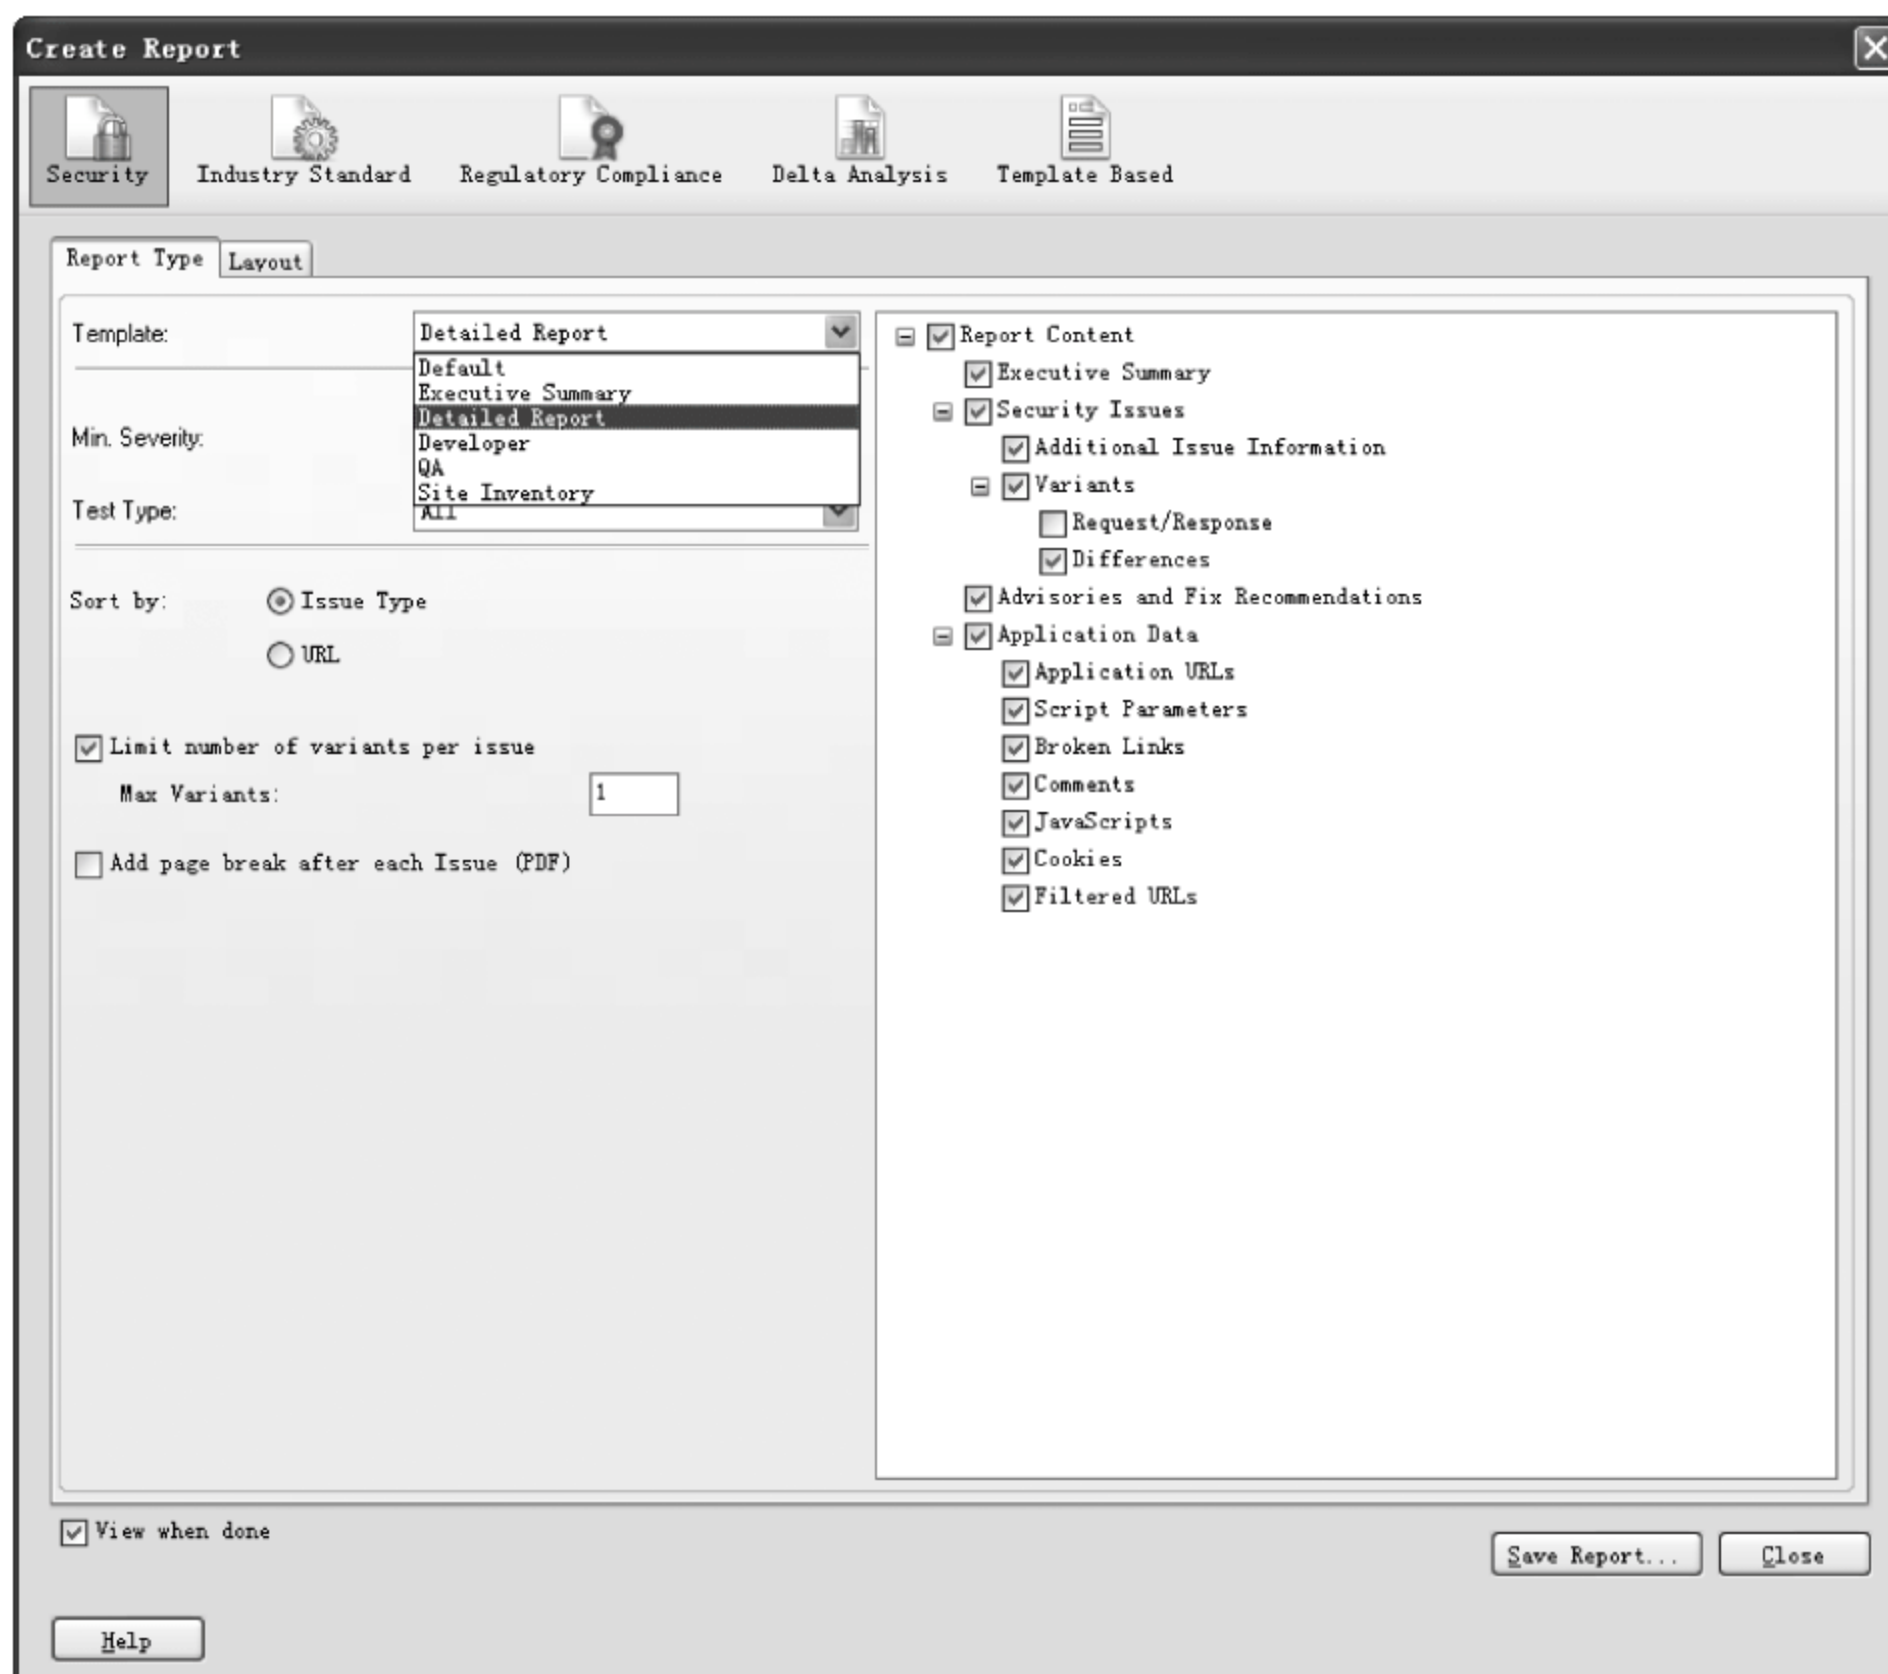 Create Report
Security
Industry Standard
Regulatory Compliance
Delta Analysis
Template Based
Report Type
Layout
Template:
Detailed Report
Default
Executive Summary
Detailed Report
Developer
QA
Site Inventory
Min. Severity:
Test Type:
All
Sort by:
Issue Type
URL
Limit number of variants per issue
Max Variants:
1
Add page break after each Issue (PDF)
Report Content
Executive Summary
Security Issues
Additional Issue Information
Variants
Request/Response
Differences
Advisories and Fix Recommendations
Application Data
Application URLs
Script Parameters
Broken Links
Comments
JavaScripts
Cookies
Filtered URLs
View when done
Save Report...
Close
Help